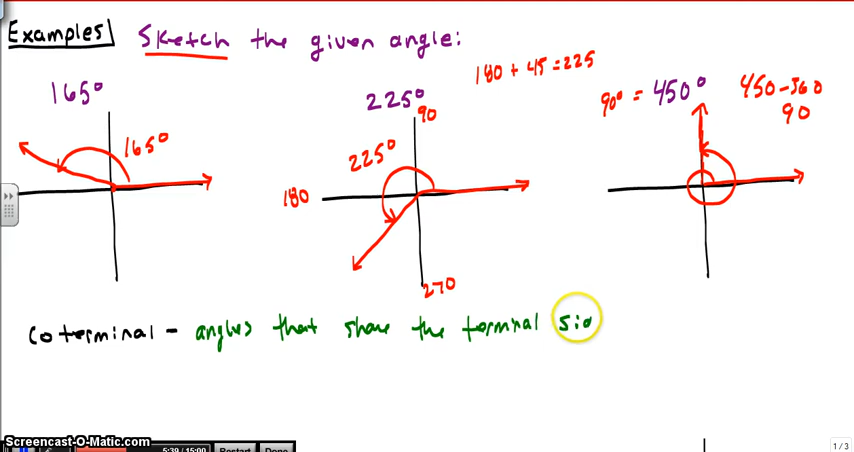 Examples Sketch the given angle:
180 + 45 = 225
165°
225°
90° = 450°
450 - 360
90
90
165°
225°
180
270
coterminal - angles that share the terminal sid
Screencast-O-Matic.com
5:39 / 15:00 Restart Done
1 / 3